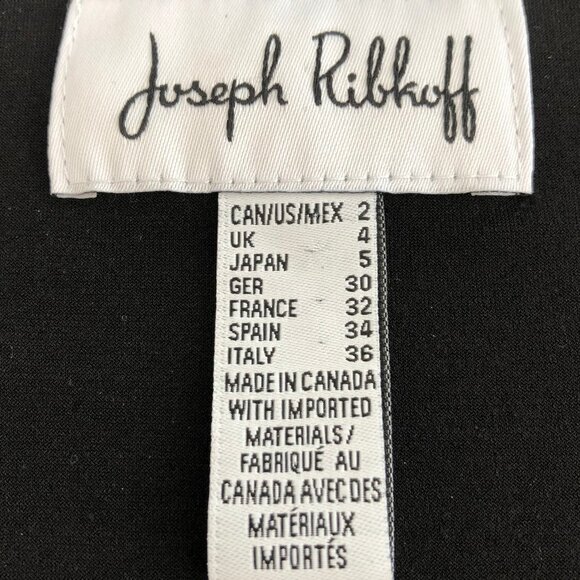 Joseph Ribkoff
CAN/US/MEX 2
UK 4
JAPAN 5
GER 30
FRANCE 32
SPAIN 34
ITALY 36
MADE IN CANADA
WITH IMPORTED
MATERIALS/
FABRIQUÉ AU
CANADA AVEC DES
MATÉRIAUX
IMPORTÉS